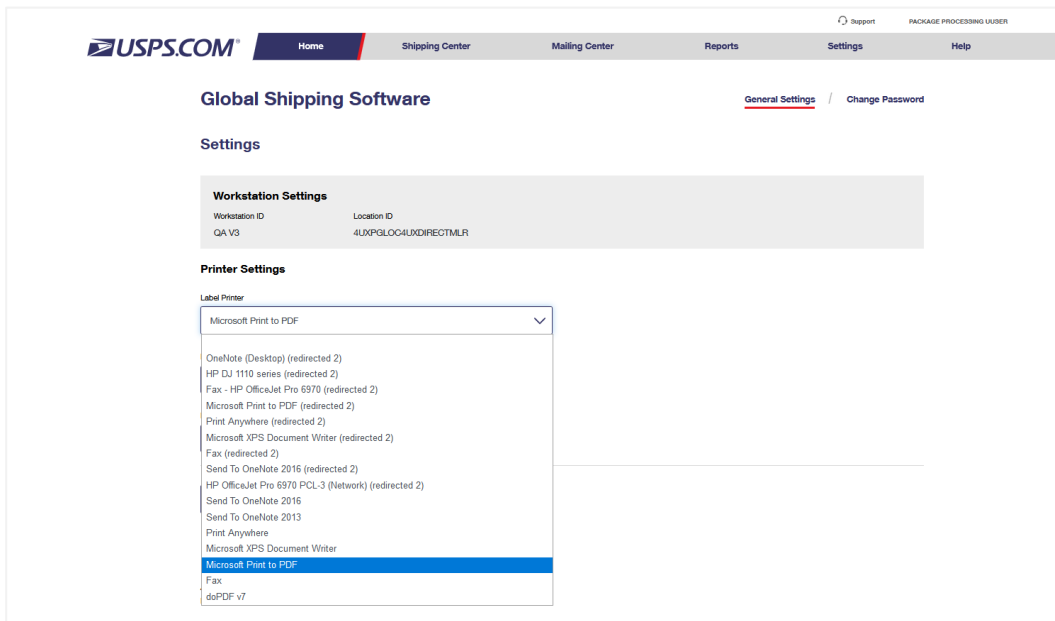 Support PACKAGE PROCESSING UUSER
USPS.COM®
Home Shipping Center Mailing Center Reports Settings Help
Global Shipping Software
General Settings / Change Password
Settings
Workstation Settings
Workstation ID Location ID
QA V3 4UXPGLOC4UXDIRECTMLR
Printer Settings
Label Printer
Microsoft Print to PDF
OneNote (Desktop) (redirected 2)
HP DJ 1110 series (redirected 2)
Fax - HP OfficeJet Pro 6970 (redirected 2)
Microsoft Print to PDF (redirected 2)
Print Anywhere (redirected 2)
Microsoft XPS Document Writer (redirected 2)
Fax (redirected 2)
Send To OneNote 2016 (redirected 2)
HP OfficeJet Pro 6970 PCL-3 (Network) (redirected 2)
Send To OneNote 2016
Send To OneNote 2013
Print Anywhere
Microsoft XPS Document Writer
Microsoft Print to PDF
Fax
doPDF v7